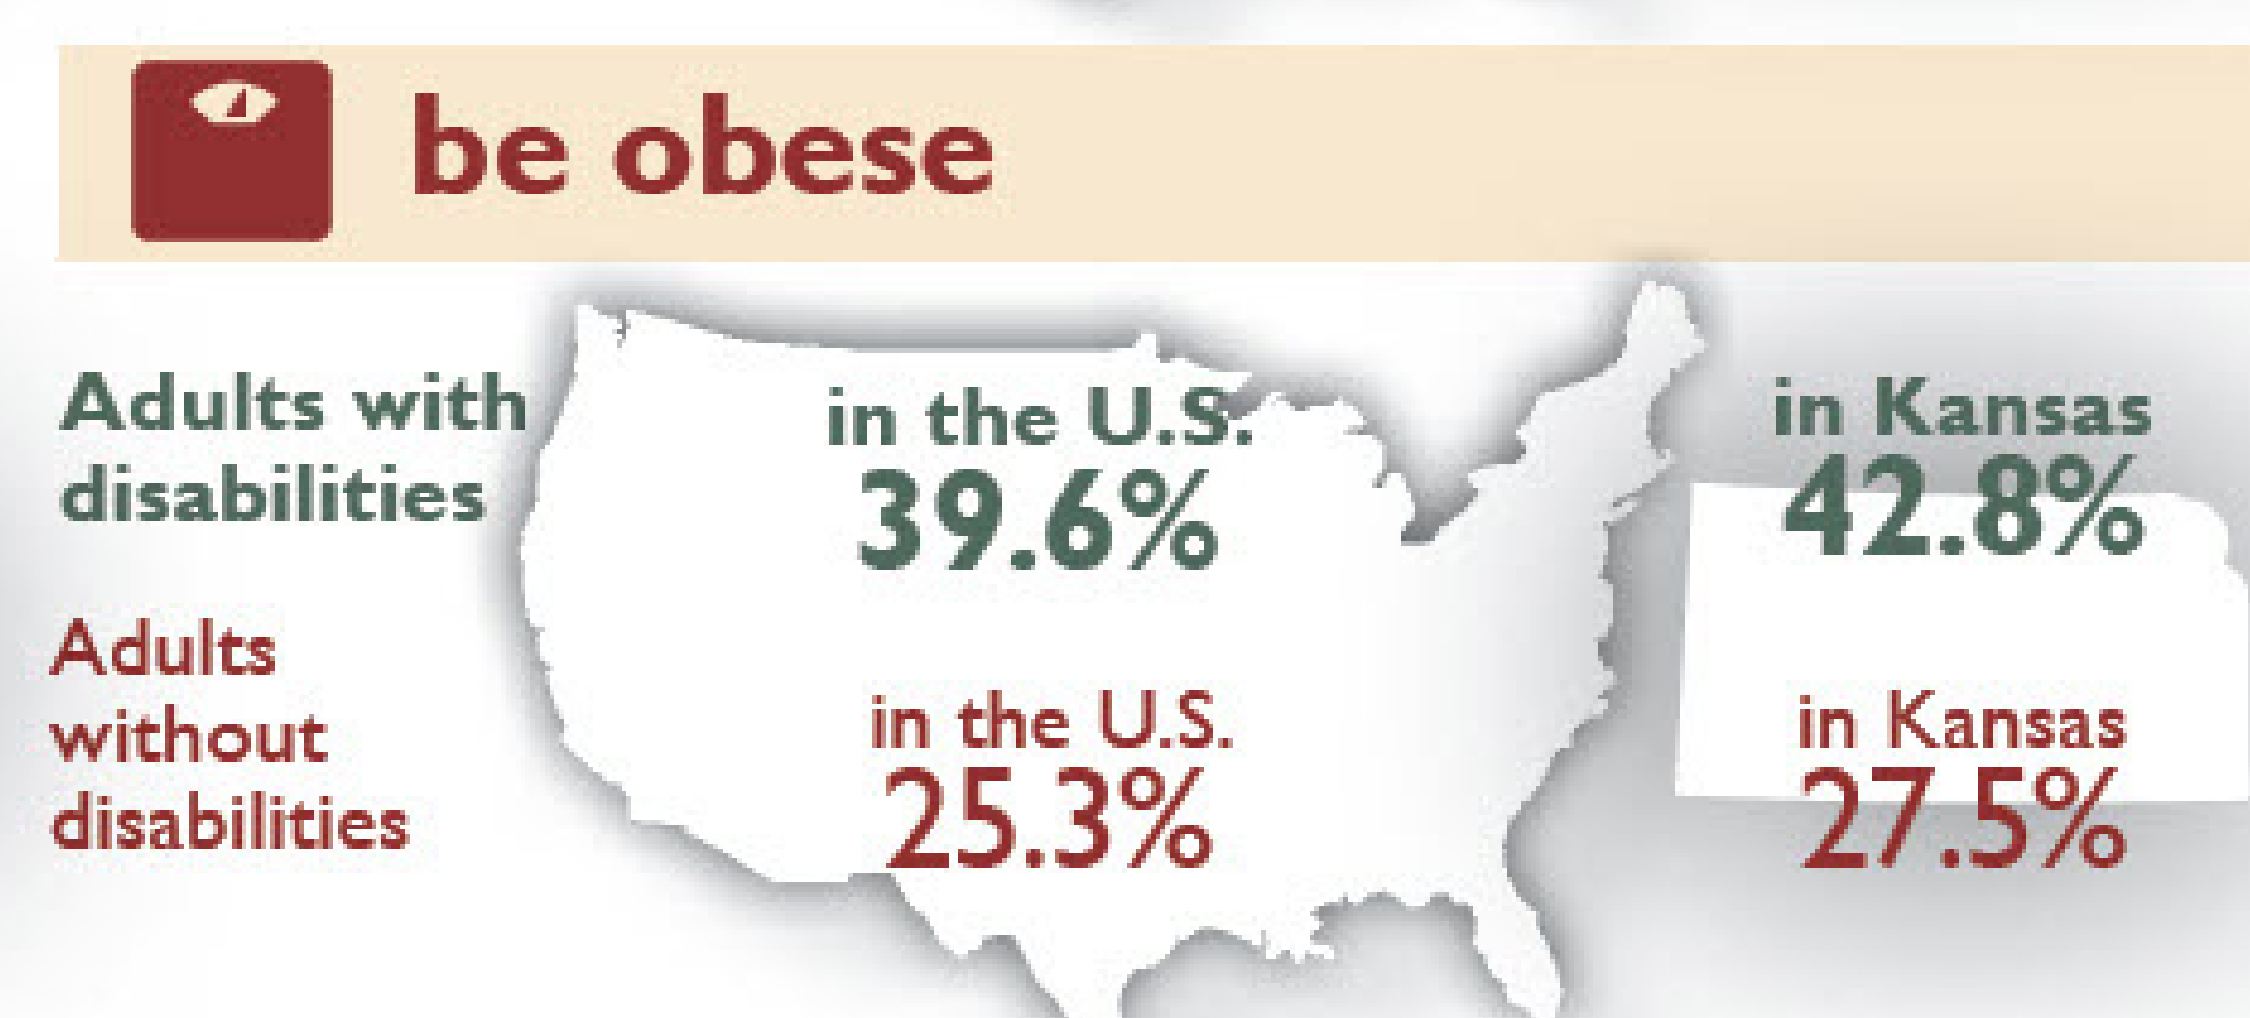 be obese
Adults with
disabilities
in the U.S.
39.6%
in Kansas
42.8%
Adults
without
disabilities
in the U.S.
25.3%
in Kansas
27.5%